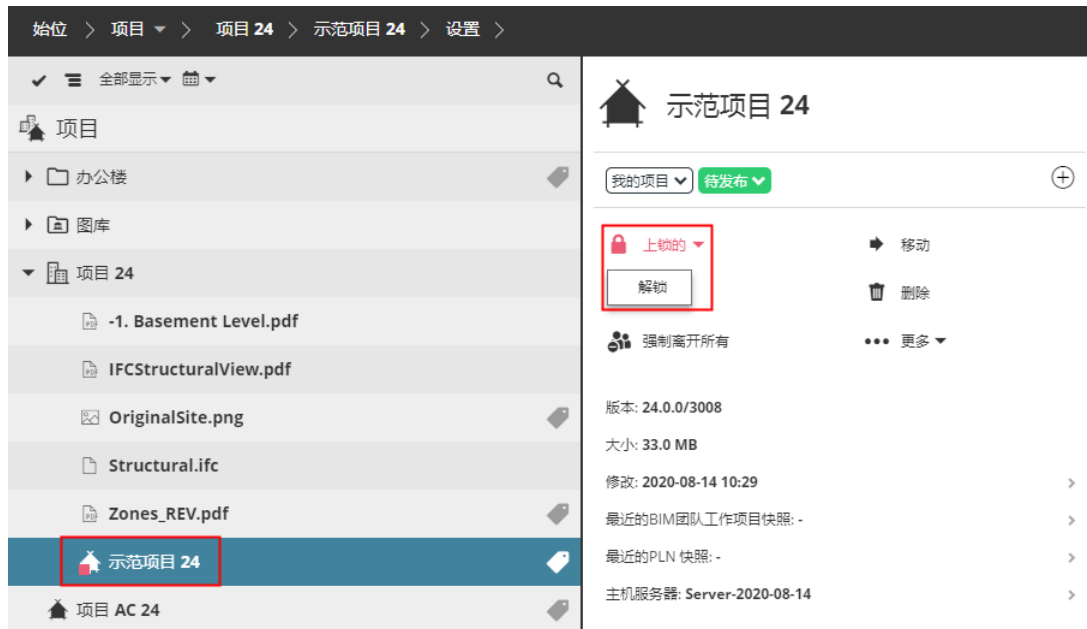 始位 > 项目 > 项目 24 > 示范项目 24 > 设置 >
全部显示
项目
办公楼
图库
项目 24
-1. Basement Level.pdf
IFCStructuralView.pdf
OriginalSite.png
Structural.ifc
Zones_REV.pdf
示范项目 24
项目 AC 24
示范项目 24
我的项目 待发布
上锁的 移动
解锁 删除
强制离开所有 更多
版本: 24.0.0/3008
大小: 33.0 MB
修改: 2020-08-14 10:29
最近的BIM团队工作项目快照: -
最近的PLN 快照: -
主机服务器: Server-2020-08-14